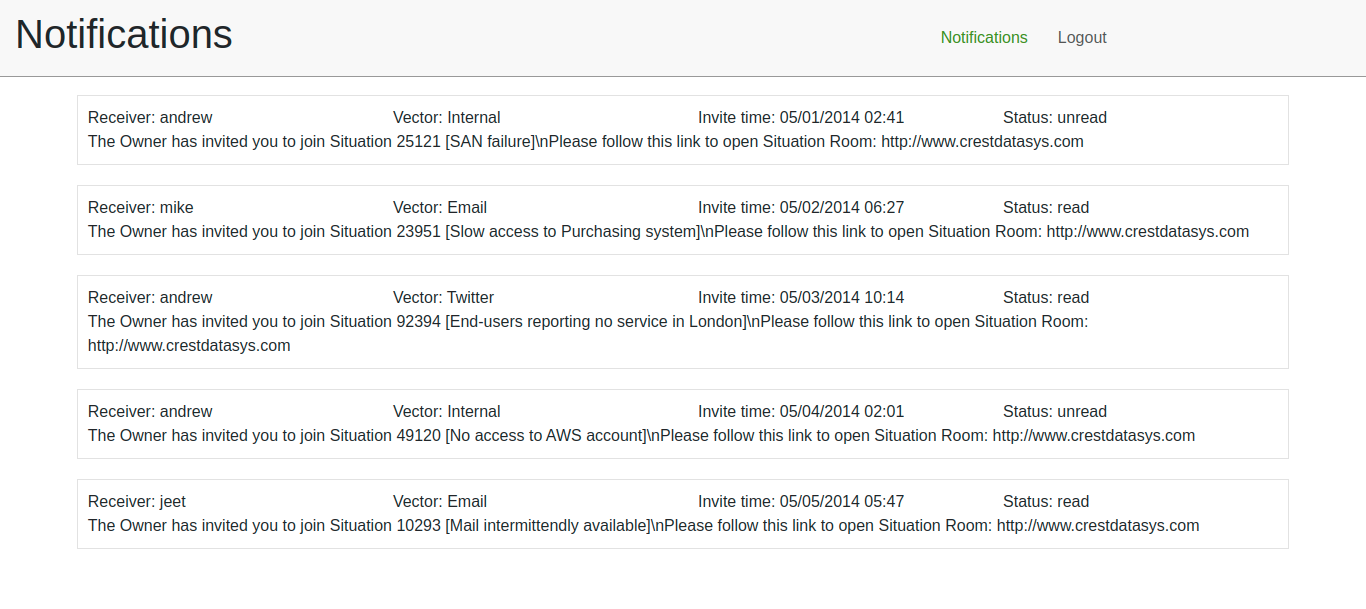 Notifications
Notifications Logout
Receiver: andrew Vector: Internal Invite time: 05/01/2014 02:41 Status: unread
The Owner has invited you to join Situation 25121 [SAN failure]\nPlease follow this link to open Situation Room: http://www.crestdatasys.com
Receiver: mike Vector: Email Invite time: 05/02/2014 06:27 Status: read
The Owner has invited you to join Situation 23951 [Slow access to Purchasing system]\nPlease follow this link to open Situation Room: http://www.crestdatasys.com
Receiver: andrew Vector: Twitter Invite time: 05/03/2014 10:14 Status: read
The Owner has invited you to join Situation 92394 [End-users reporting no service in London]\nPlease follow this link to open Situation Room:
http://www.crestdatasys.com
Receiver: andrew Vector: Internal Invite time: 05/04/2014 02:01 Status: unread
The Owner has invited you to join Situation 49120 [No access to AWS account]\nPlease follow this link to open Situation Room: http://www.crestdatasys.com
Receiver: jeet Vector: Email Invite time: 05/05/2014 05:47 Status: read
The Owner has invited you to join Situation 10293 [Mail intermittendly available]\nPlease follow this link to open Situation Room: http://www.crestdatasys.com